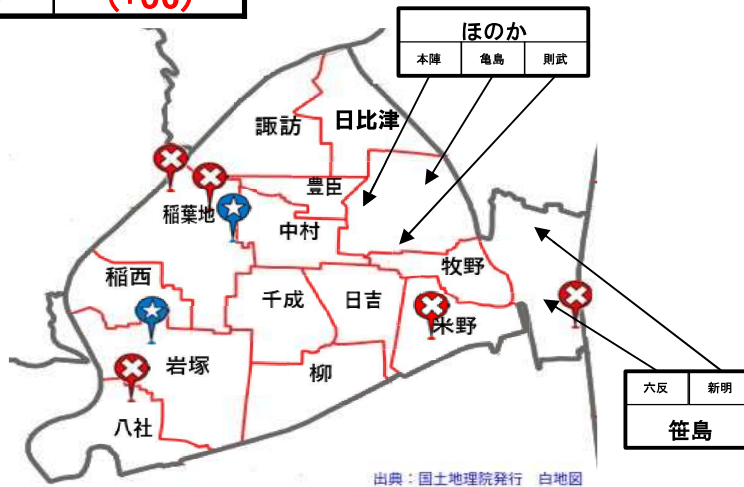 ほのか
本陣 亀島 則武
諏訪
日比津
豊臣
稲葉地
中村
牧野
稲西
千成
日吉
米野
岩塚
柳
八社
六反 新明
笹島
出典：国土地理院発行 白地図